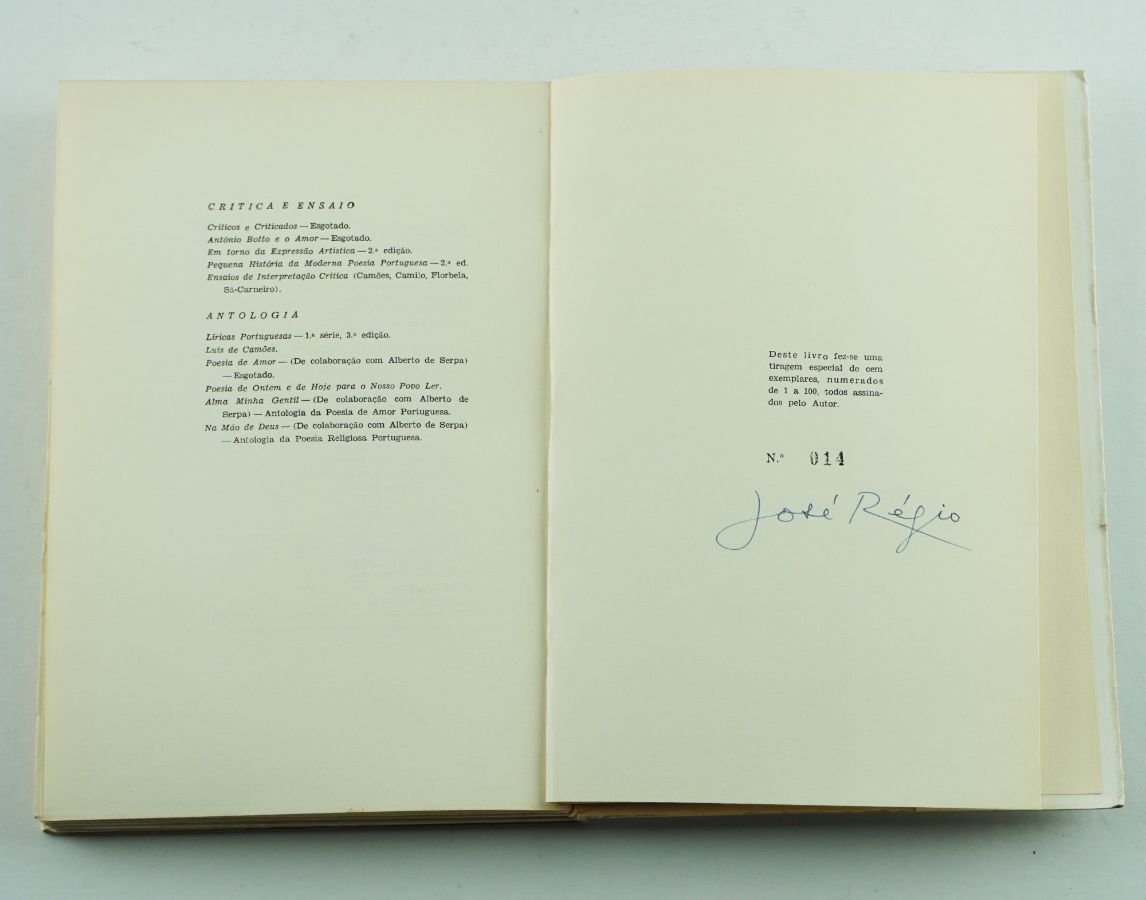 CRITICA E ENSAIO
Críticos e Criticados — Esgotado.
António Botto e o Amor — Esgotado.
Em torno da Expressão Artística — 2.ª edição.
Pequena História da Moderna Poesia Portuguesa — 2.ª ed.
Ensaios de Interpretação Crítica (Camões, Camilo, Florbela,
Sá-Carneiro).
ANTOLOGIA
Líricas Portuguesas — 1.ª série, 3.ª edição.
Luís de Camões.
Poesia de Amor — (De colaboração com Alberto de Serpa)
— Esgotado.
Poesia de Ontem e de Hoje para o Nosso Povo Ler.
Alma Minha Gentil — (De colaboração com Alberto de
Serpa) — Antologia da Poesia de Amor Portuguesa.
Na Mão de Deus — (De colaboração com Alberto de Serpa)
— Antologia da Poesia Religiosa Portuguesa.
Deste livro fez-se uma
tiragem especial de cem
exemplares, numerados
de 1 a 100, todos assina-
dos pelo Autor.
N.º 014
José Régio